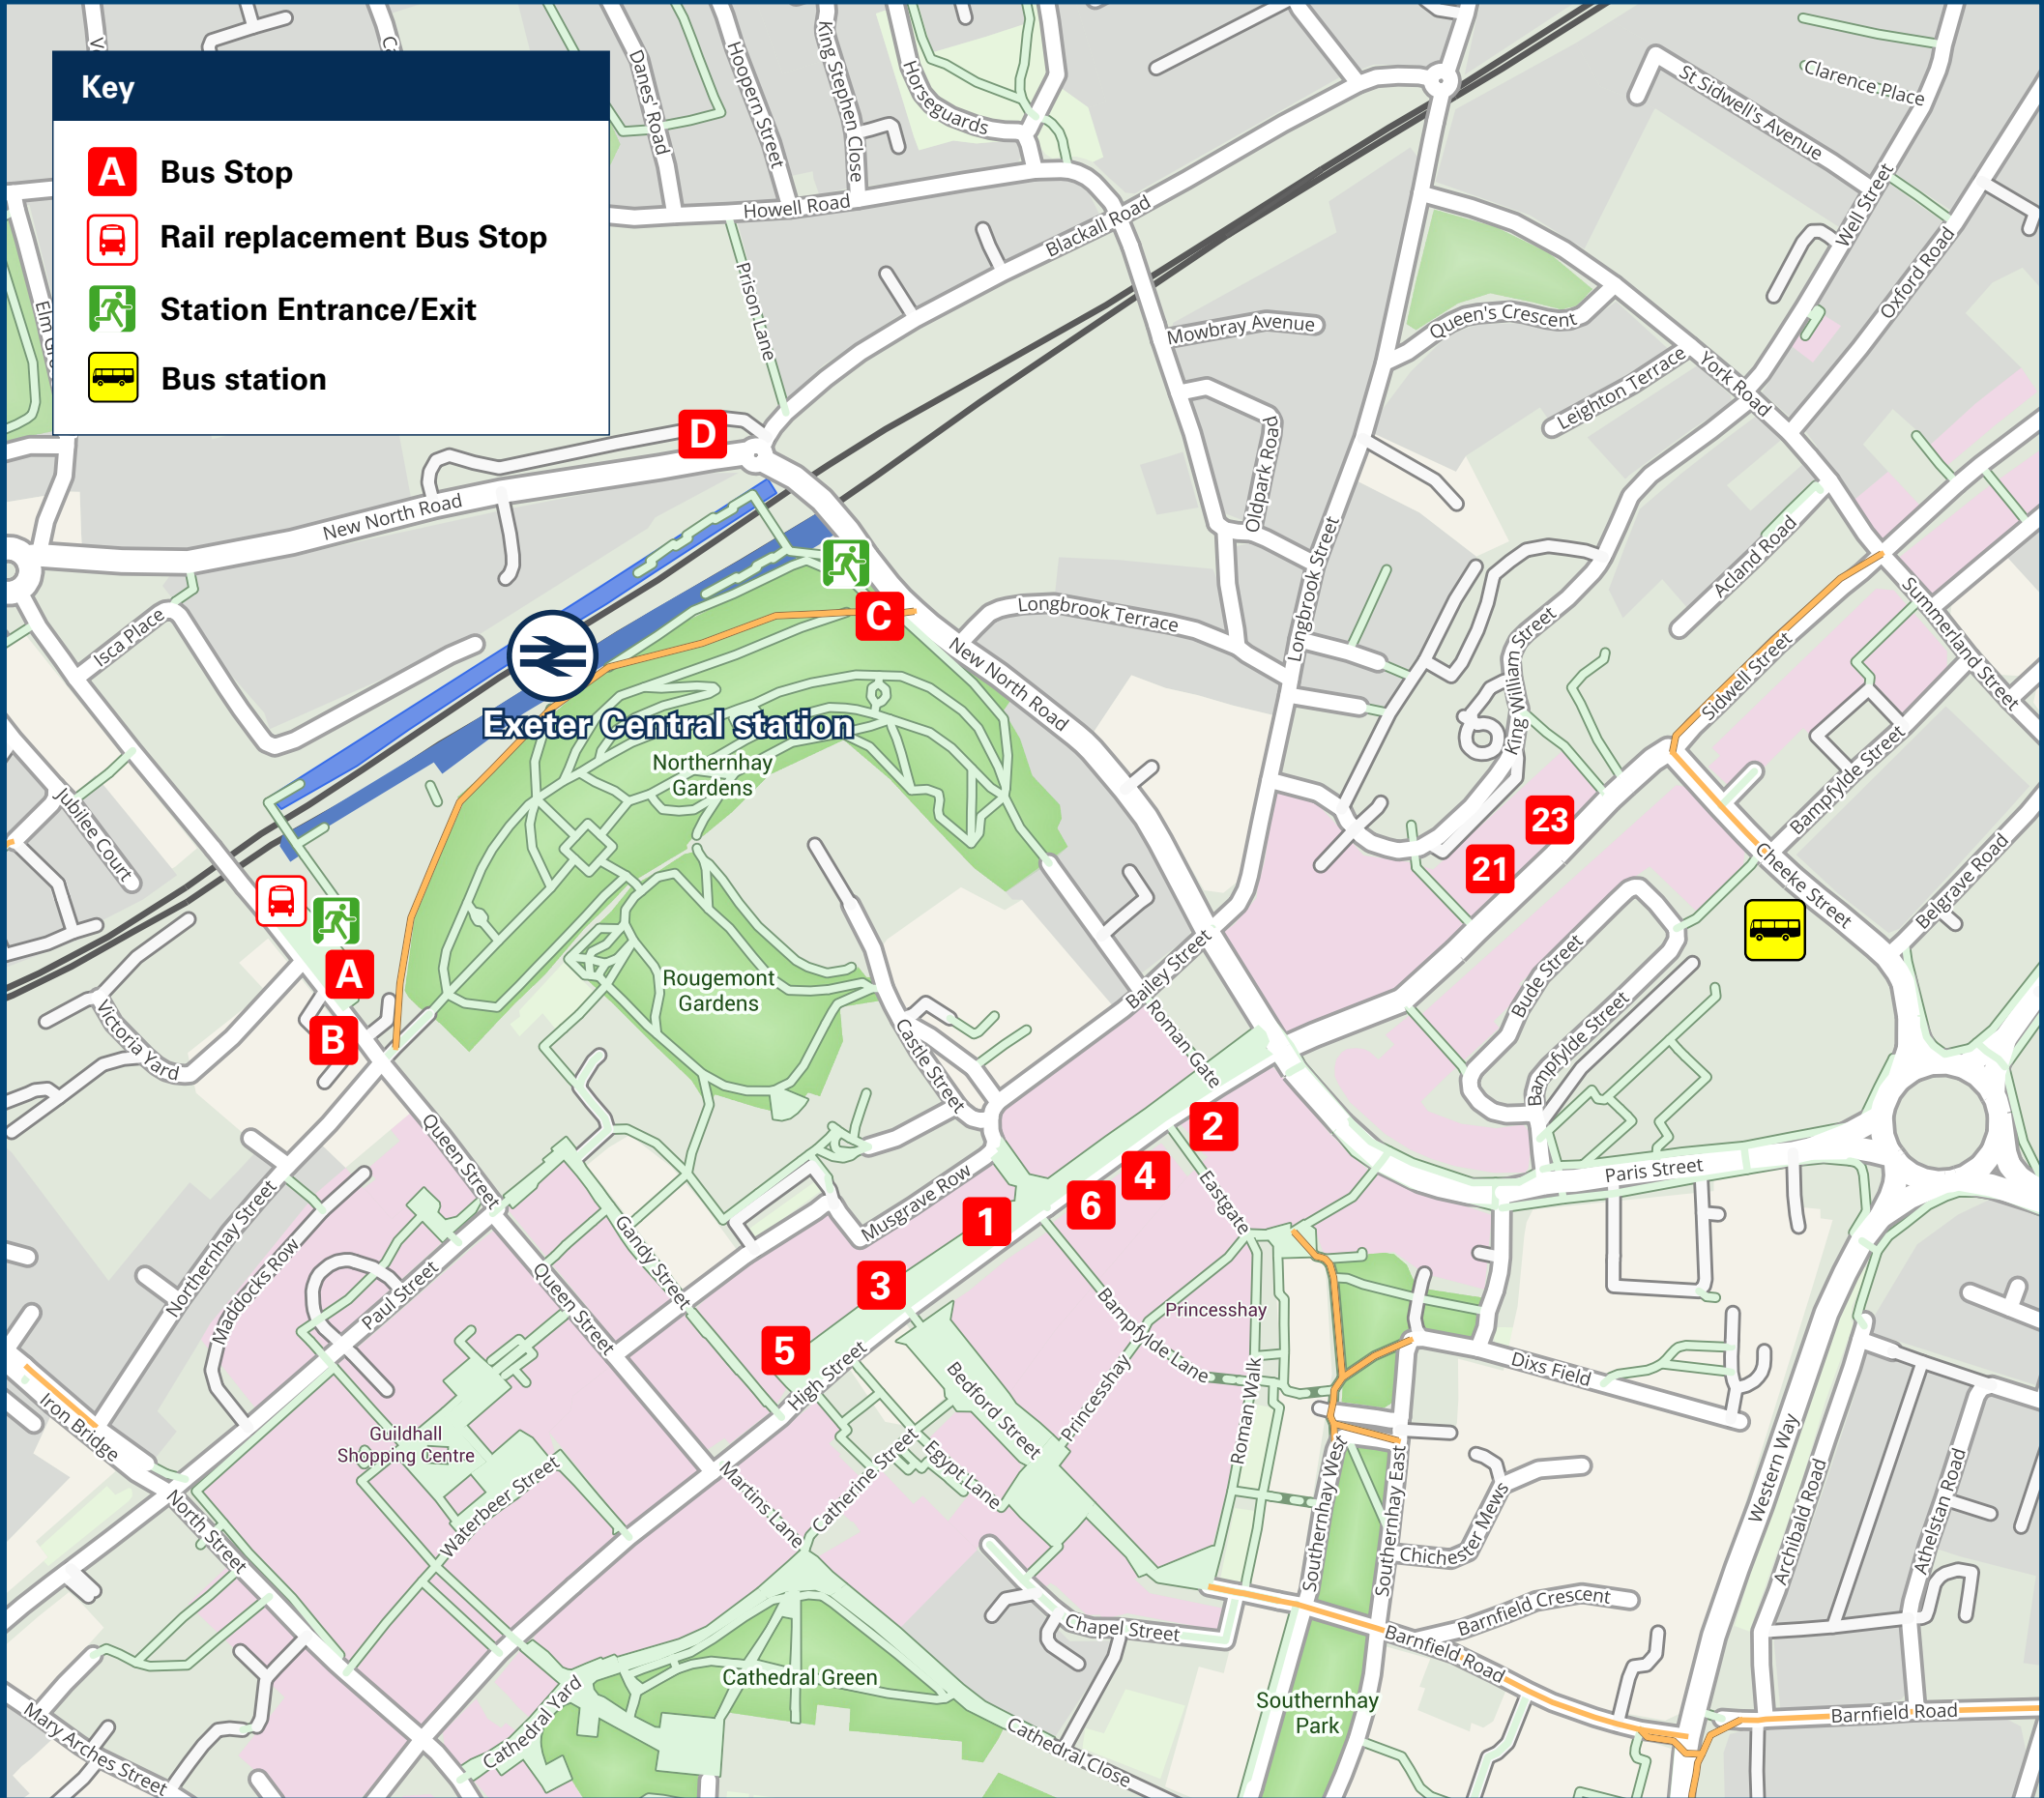 Key
A
Bus Stop
Rail replacement Bus Stop
Station Entrance/Exit
Bus station
Danes' Road
Hoopern Street
King Stephen Close
Horseguards
Howell Road
Blackall Road
Prison Lane
St Sidwell's Avenue
Clarence Place
Well Street
Oxford Road
Mowbray Avenue
Queen's Crescent
Leighton Terrace
York Road
Oldpark Road
D
New North Road
Longbrook Street
Acland Road
Isca Place
C
Longbrook Terrace
New North Road
King William Street
Sidwell Street
Summerland Street
Exeter Central station
Northernhay
Gardens
Jubilee Court
Bampfylde Street
23
21
Cheeke Street
Belgrave Road
A
B
Victoria Yard
Rougemont
Gardens
Castle Street
Bailey Street
Roman Gate
Bude Street
Bampfylde Street
Queen Street
2
4
6
1
3
5
Eastgate
Paris Street
Musgrave Row
Gandy Street
Northernhay Street
Maddocks Row
Paul Street
Queen Street
High Street
Bampfylde Lane
Princesshay
Princesshay
Roman Walk
Bedford Street
Dixs Field
Iron Bridge
Guildhall
Shopping Centre
Waterbeer Street
Martins Lane
Catherine Street
Egypt Lane
North Street
Southernhay West
Southernhay East
Chichester Mews
Western Way
Archibald Road
Athelstan Road
Chapel Street
Barnfield Crescent
Barnfield Road
Barnfield Road
Cathedral Green
Southernhay
Park
Cathedral Yard
Cathedral Close
Mary Arches Street